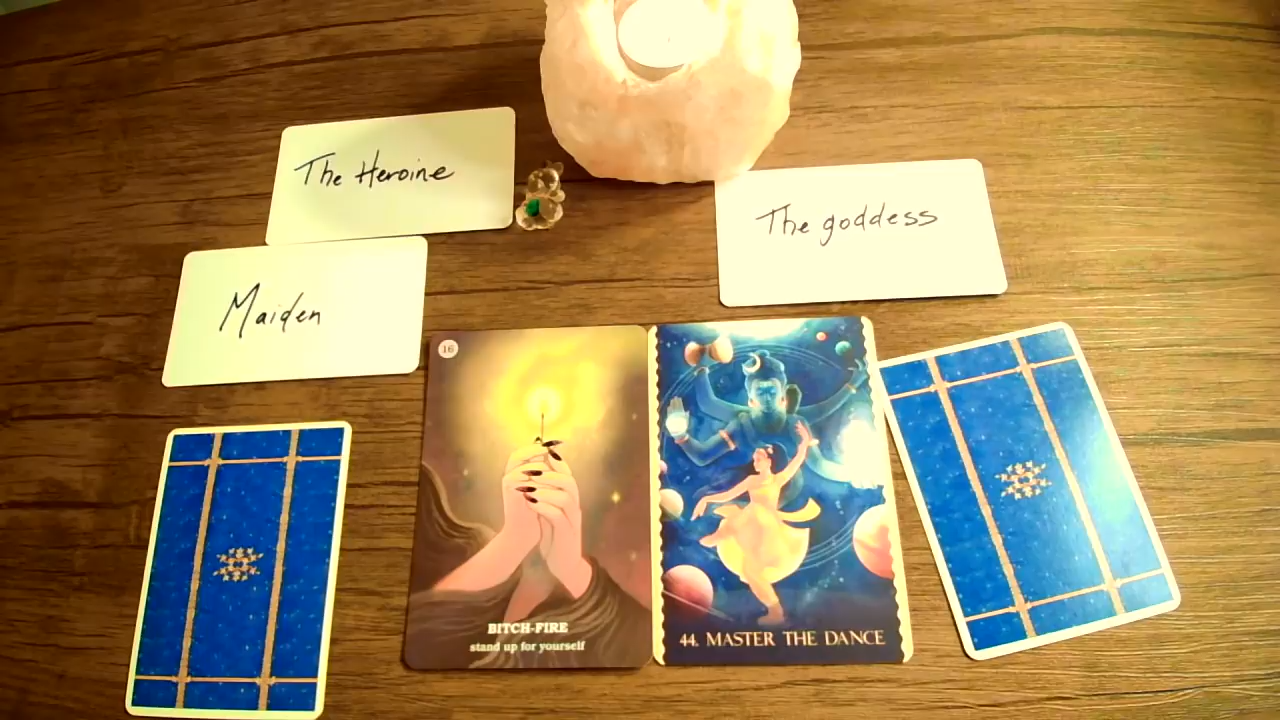 The Heroine
The goddess
Maiden
16
BITCH-FIRE
stand up for yourself
44. MASTER THE DANCE